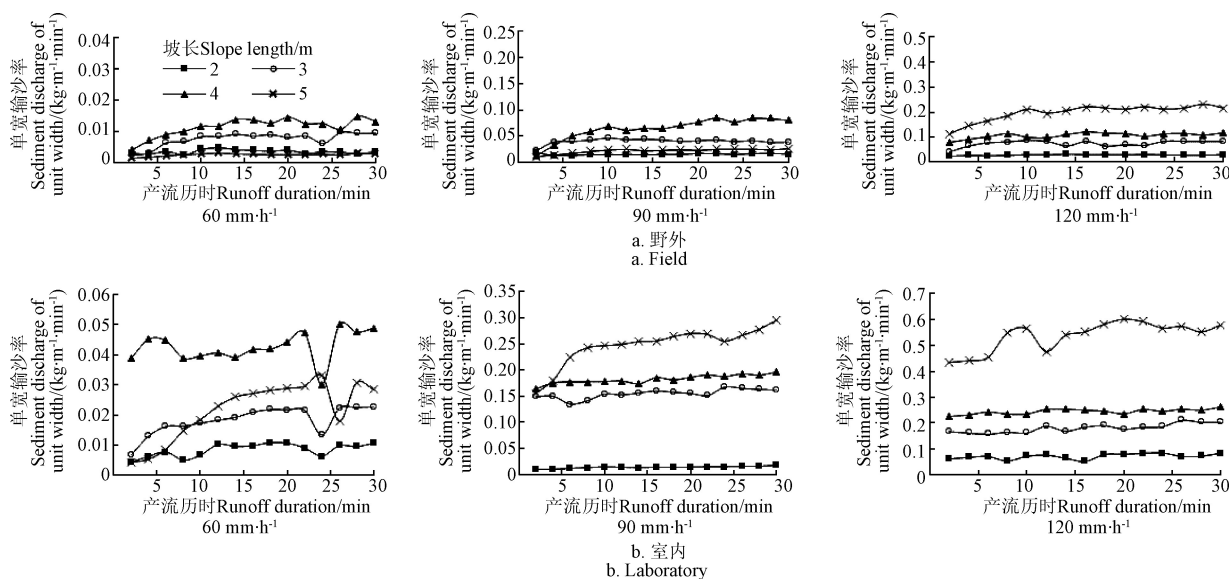 单宽输沙率
Sediment discharge of
unit width/(kg·m⁻¹·min⁻¹)
0.04
0.03
0.02
0.01
0
坡长Slope length/m
2
3
4
5
5
10
15
20
25
30
产流历时Runoff duration/min
60 mm·h⁻¹
单宽输沙率
Sediment discharge of
unit width/(kg·m⁻¹·min⁻¹)
0.25
0.20
0.15
0.10
0.05
0
5
10
15
20
25
30
产流历时Runoff duration/min
90 mm·h⁻¹
单宽输沙率
Sediment discharge of
unit width/(kg·m⁻¹·min⁻¹)
0.5
0.4
0.3
0.2
0.1
0
5
10
15
20
25
30
产流历时Runoff duration/min
120 mm·h⁻¹
a. 野外
a. Field
单宽输沙率
Sediment discharge of
unit width/(kg·m⁻¹·min⁻¹)
0.06
0.05
0.04
0.03
0.02
0.01
0
5
10
15
20
25
30
产流历时Runoff duration/min
60 mm·h⁻¹
单宽输沙率
Sediment discharge of
unit width/(kg·m⁻¹·min⁻¹)
0.35
0.30
0.25
0.20
0.15
0.10
0.05
0
5
10
15
20
25
30
产流历时Runoff duration/min
90 mm·h⁻¹
单宽输沙率
Sediment discharge of
unit width/(kg·m⁻¹·min⁻¹)
0.7
0.6
0.5
0.4
0.3
0.2
0.1
0
5
10
15
20
25
30
产流历时Runoff duration/min
120 mm·h⁻¹
b. 室内
b. Laboratory